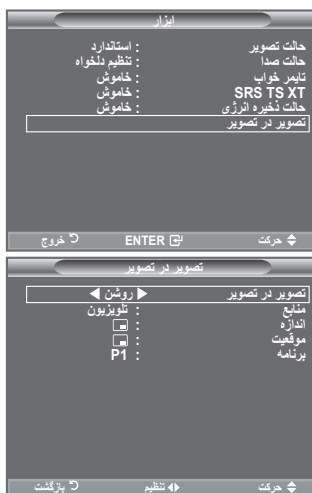 ابزار
حالت تصویر : استاندارد
حالت صدا : تنظیم دلخواه
تایمر خواب : خاموش
SRS TS XT : خاموش
حالت ذخیره انرژی : خاموش
تصویر در تصویر
حرکت ENTER خروج
تصویر در تصویر
تصویر در تصویر ◀ روشن ▶
منابع : تلویزیون
اندازه :
موقعیت :
برنامه : P1
حرکت تنظیم بازگشت